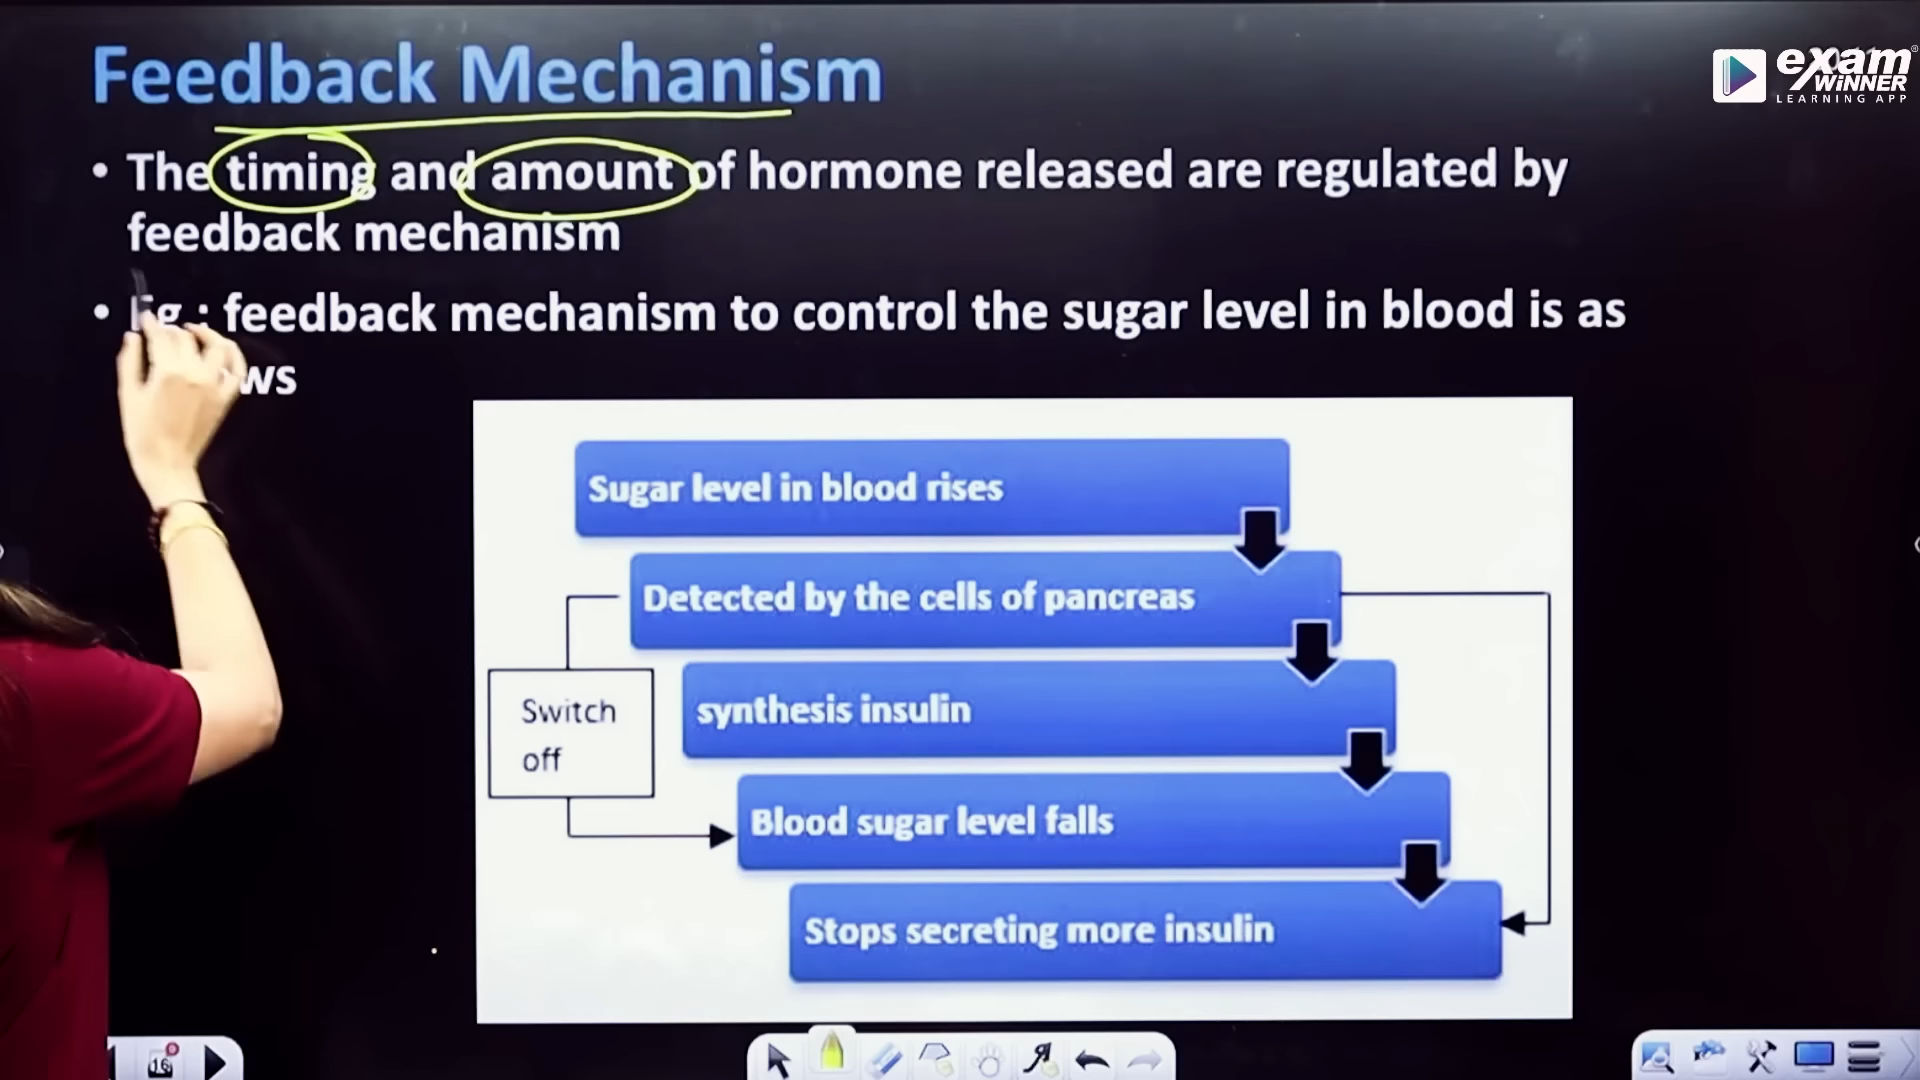 Feedback Mechanism
exam
WINNER
LEARNING APP
• The timing and amount of hormone released are regulated by
feedback mechanism
• Eg : feedback mechanism to control the sugar level in blood is as
Sugar level in blood rises
Detected by the cells of pancreas
Switch
off
synthesis insulin
Blood sugar level falls
Stops secreting more insulin
16